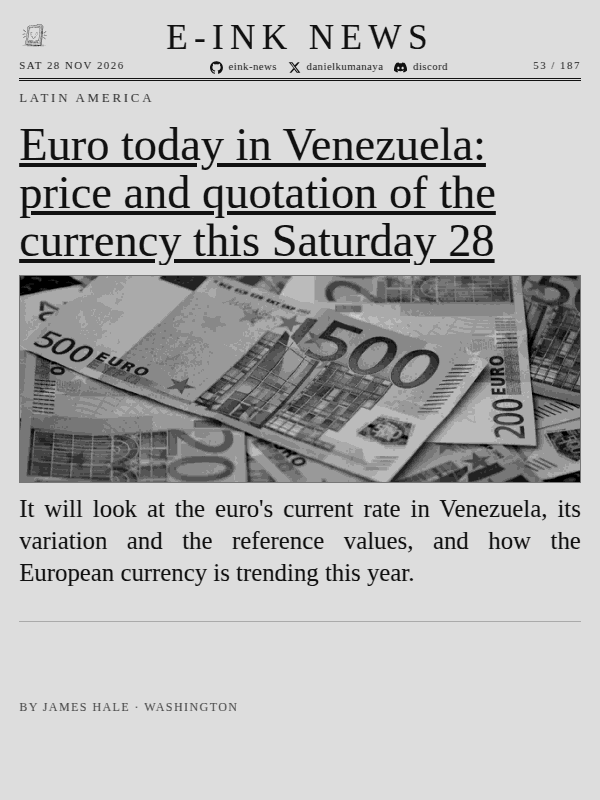 E-INK NEWS
SAT 28 NOV 2026
eink-news danielkumanaya discord
53 / 187
LATIN AMERICA
Euro today in Venezuela:
price and quotation of the
currency this Saturday 28
500 EURO
500
200 EURO
20
It will look at the euro's current rate in Venezuela, its
variation and the reference values, and how the
European currency is trending this year.
BY JAMES HALE · WASHINGTON